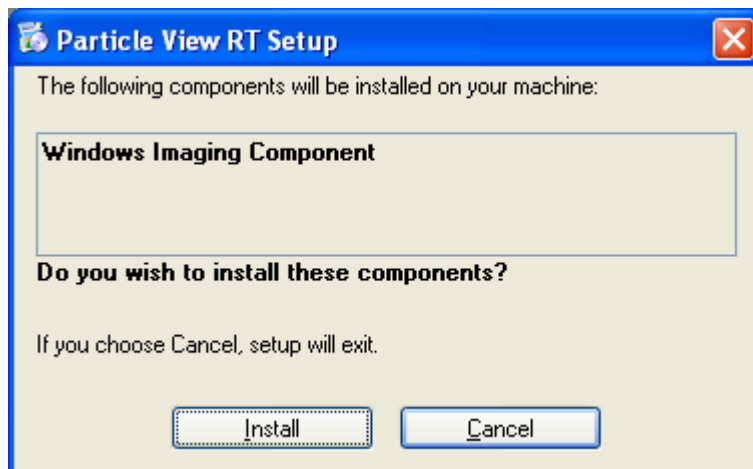 Particle View RT Setup
The following components will be installed on your machine:
Windows Imaging Component
Do you wish to install these components?
If you choose Cancel, setup will exit.
Install
Cancel